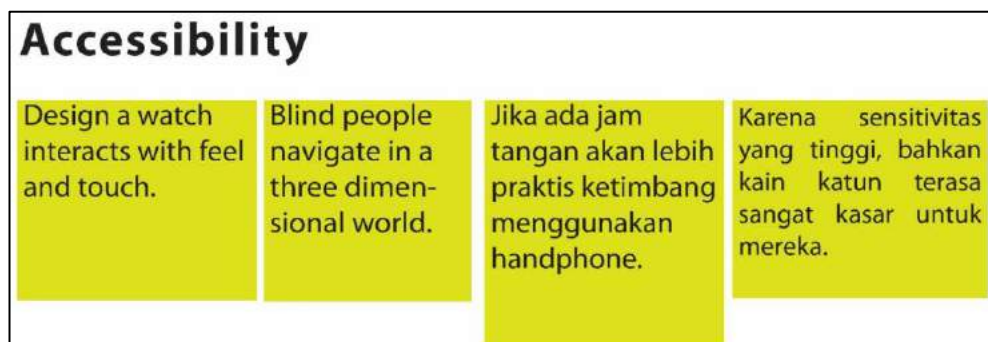 Accessibility
Design a watch
interacts with feel
and touch.
Blind people
navigate in a
three dimen-
sional world.
Jika ada jam
tangan akan lebih
praktis ketimbang
menggunakan
handphone.
Karena sensitivitas
yang tinggi, bahkan
kain katun terasa
sangat kasar untuk
mereka.